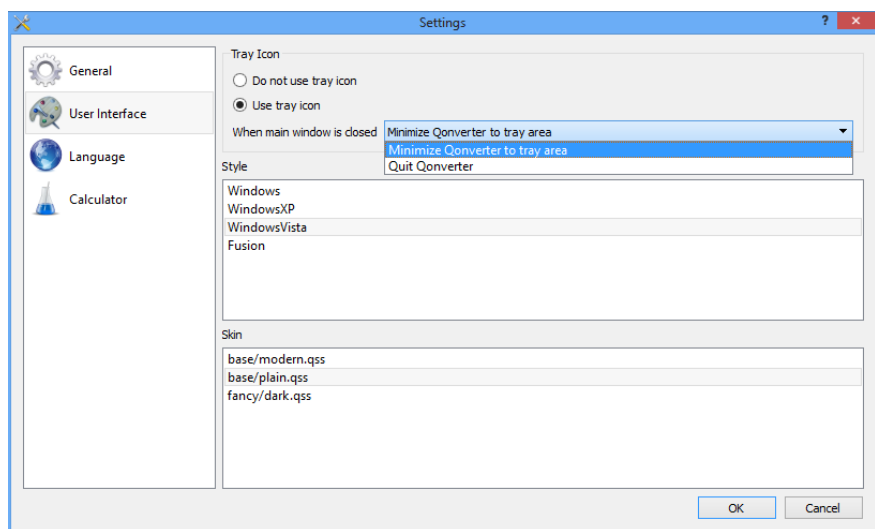 Settings
?
General
User Interface
Language
Calculator
Tray Icon
Do not use tray icon
Use tray icon
When main window is closed Minimize Qonverter to tray area
Minimize Qonverter to tray area
Quit Qonverter
Style
Windows
WindowsXP
WindowsVista
Fusion
Skin
base/modern.qss
base/plain.qss
fancy/dark.qss
OK Cancel